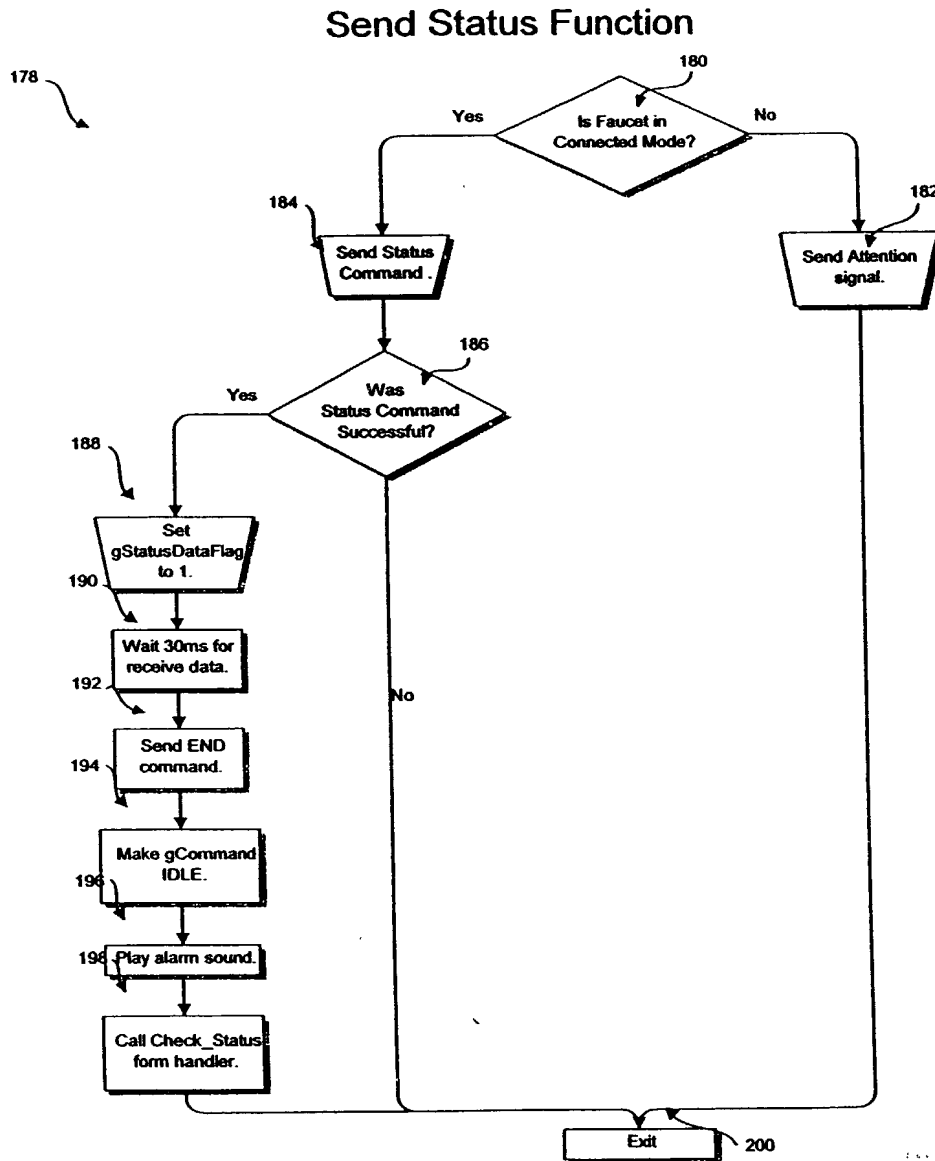 Send Status Function
178
180
Is Faucet in
Connected Mode?
Yes
No
184
182
Send Status
Command .
Send Attention
signal.
186
Was
Status Command
Successful?
Yes
188
Set
gStatusDataFlag
to 1.
190
Wait 30ms for
receive data.
192
No
Send END
command.
194
Make gCommand
IDLE.
196
Play alarm sound.
198
Call Check_Status
form handler.
Exit
200